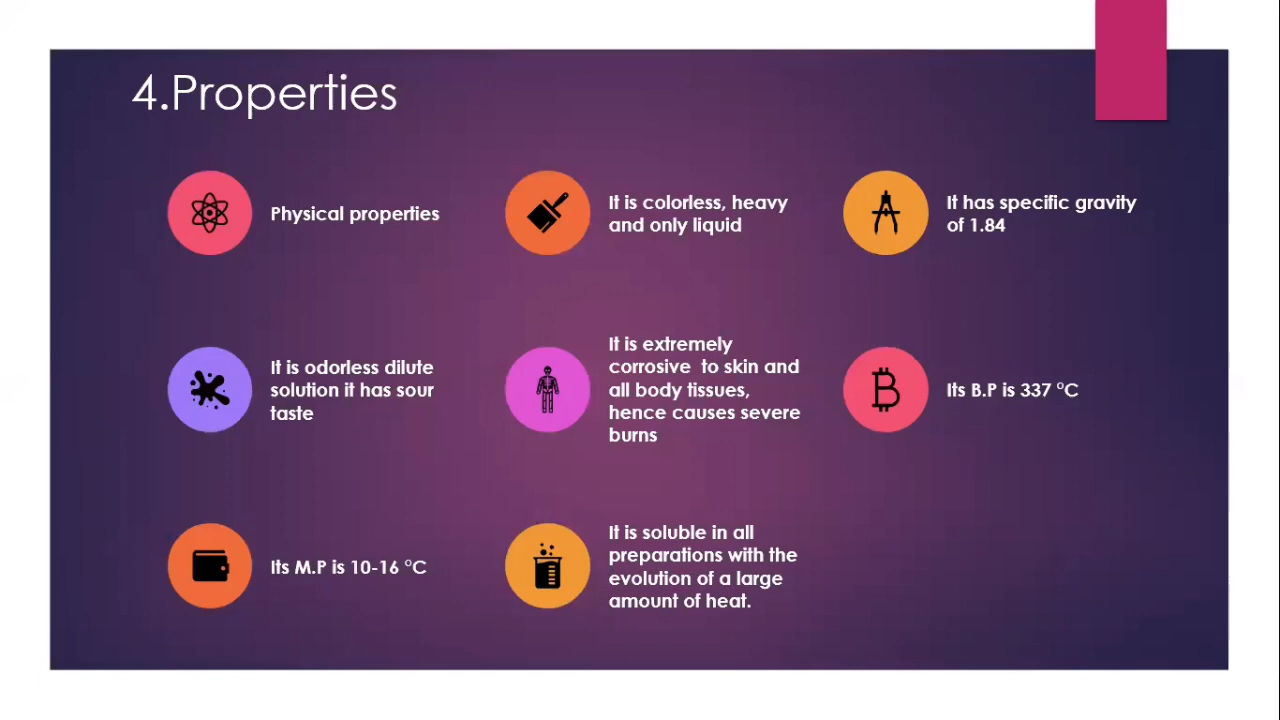 4.Properties
Physical properties
It is colorless, heavy
and only liquid
It has specific gravity
of 1.84
It is odorless dilute
solution it has sour
taste
It is extremely
corrosive  to skin and
all body tissues,
hence causes severe
burns
Its B.P is 337 °C
Its M.P is 10-16 °C
It is soluble in all
preparations with the
evolution of a large
amount of heat.